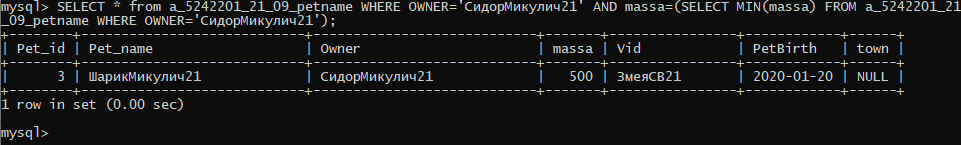 mysql> SELECT * from a_5242201_21_09_petname WHERE OWNER='СидорМикулич21' AND massa=(SELECT MIN(massa) FROM a_5242201_21
_09_petname WHERE OWNER='СидорМикулич21');
+--------+----------------------------+----------------------------+-------+----------------+------------+------+
| Pet_id | Pet_name | Owner | massa | Vid | PetBirth | town |
+--------+----------------------------+----------------------------+-------+----------------+------------+------+
| 3 | ШарикМикулич21 | СидорМикулич21 | 500 | ЗмеяСВ21 | 2020-01-20 | NULL |
+--------+----------------------------+----------------------------+-------+----------------+------------+------+
1 row in set (0.00 sec)
mysql>